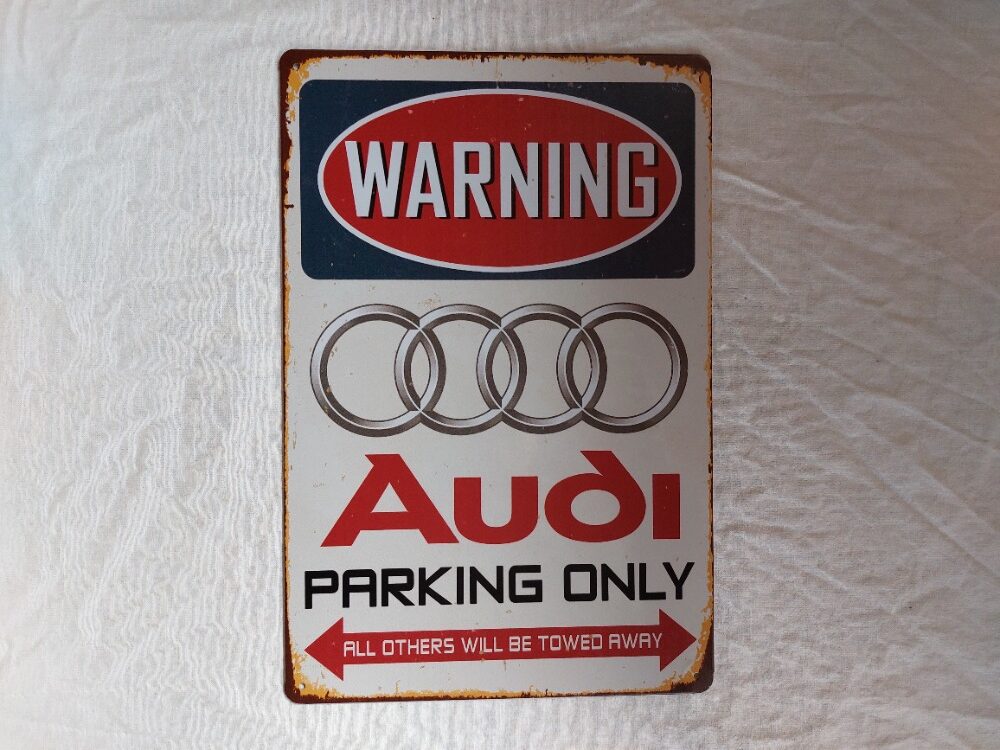 WARNING
Audi
PARKING ONLY
ALL OTHERS WILL BE TOWED AWAY